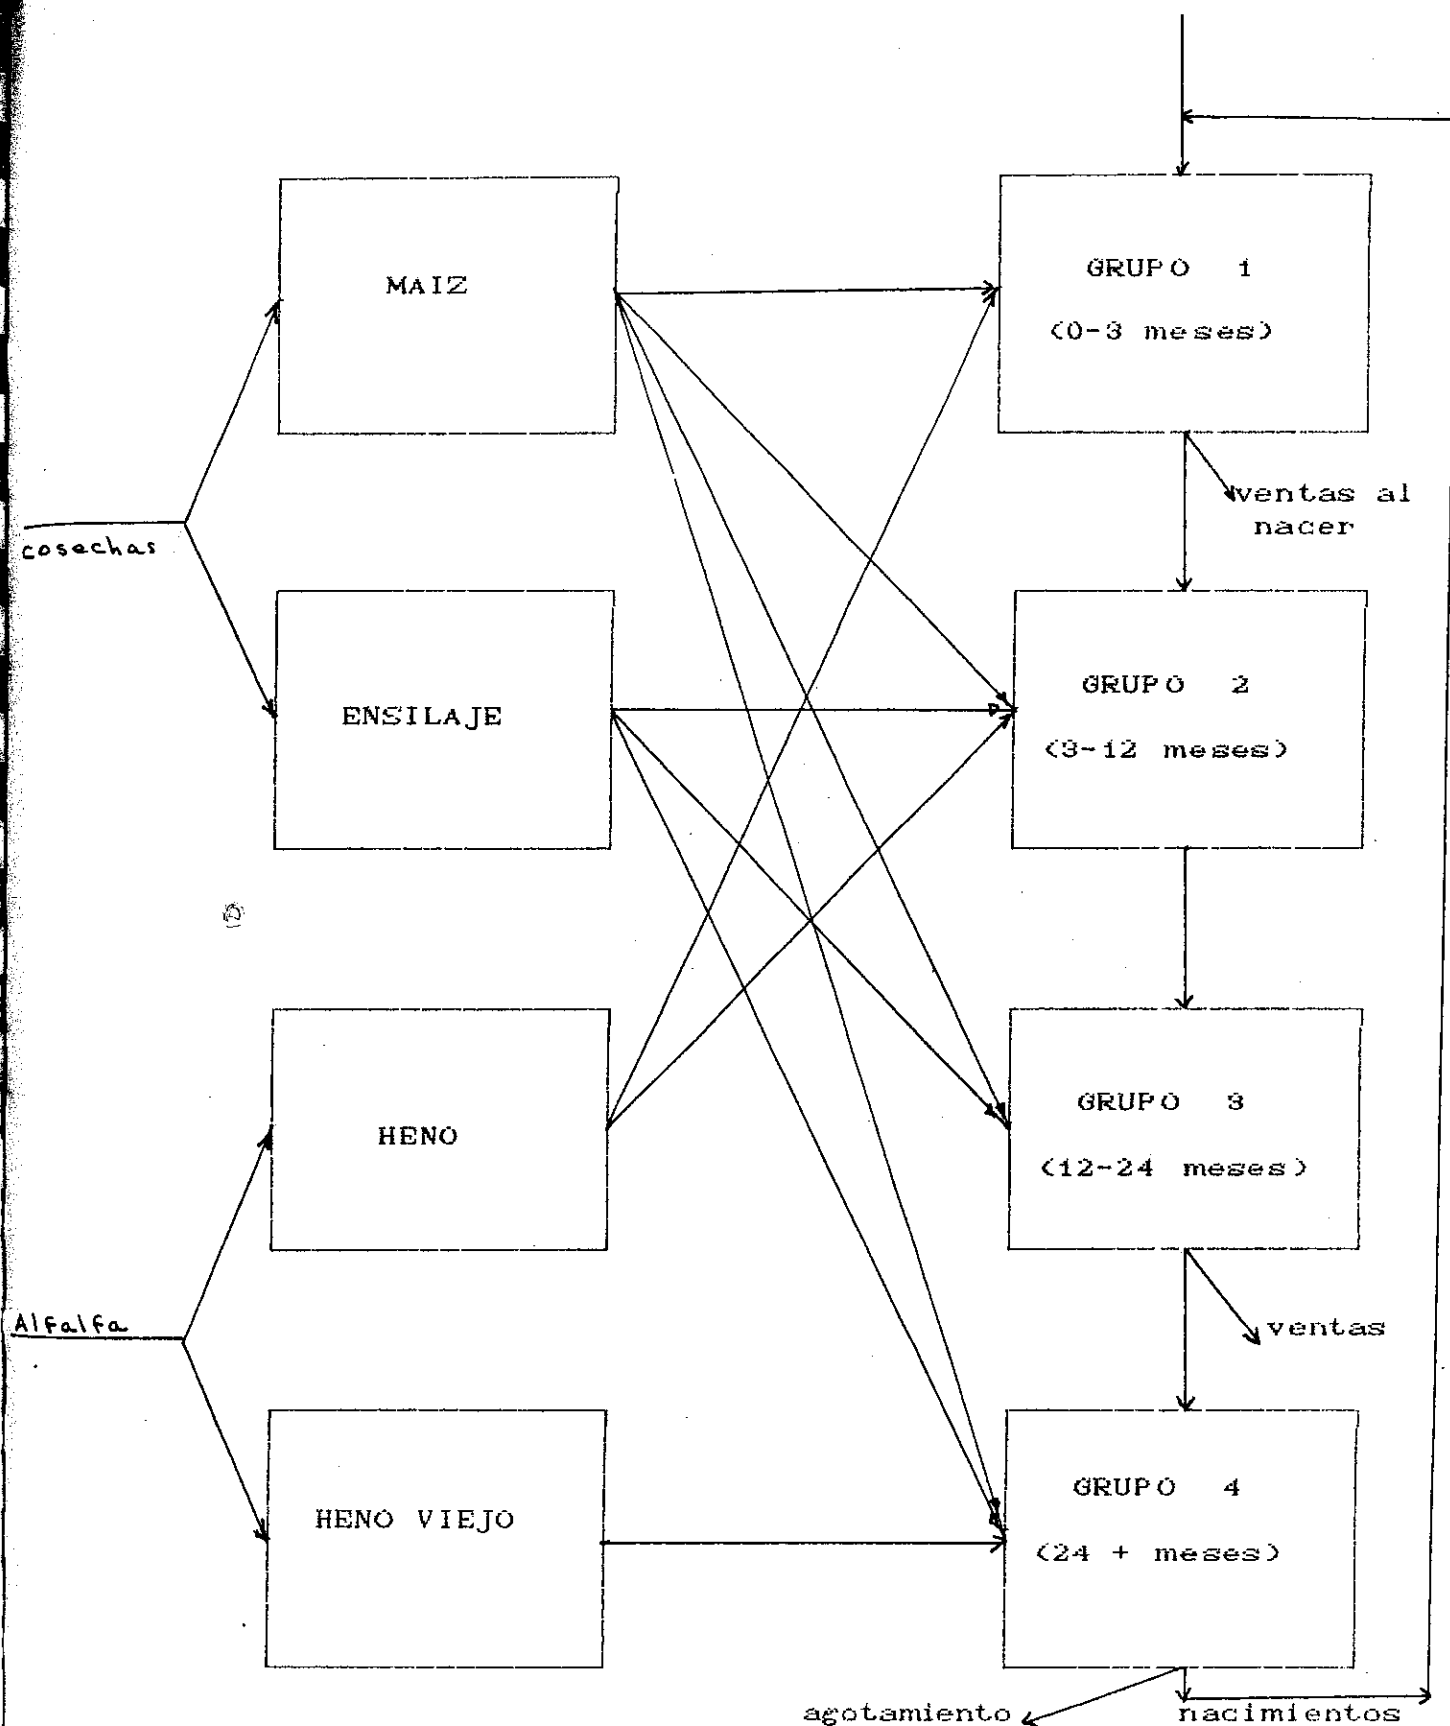 MAIZ
GRUPO 1
(0-3 meses)
ventas al
nacer
cosechas
ENSILAJE
GRUPO 2
(3-12 meses)
HENO
GRUPO 3
(12-24 meses)
Alfalfa
ventas
HENO VIEJO
GRUPO 4
(24 + meses)
agotamiento
nacimientos